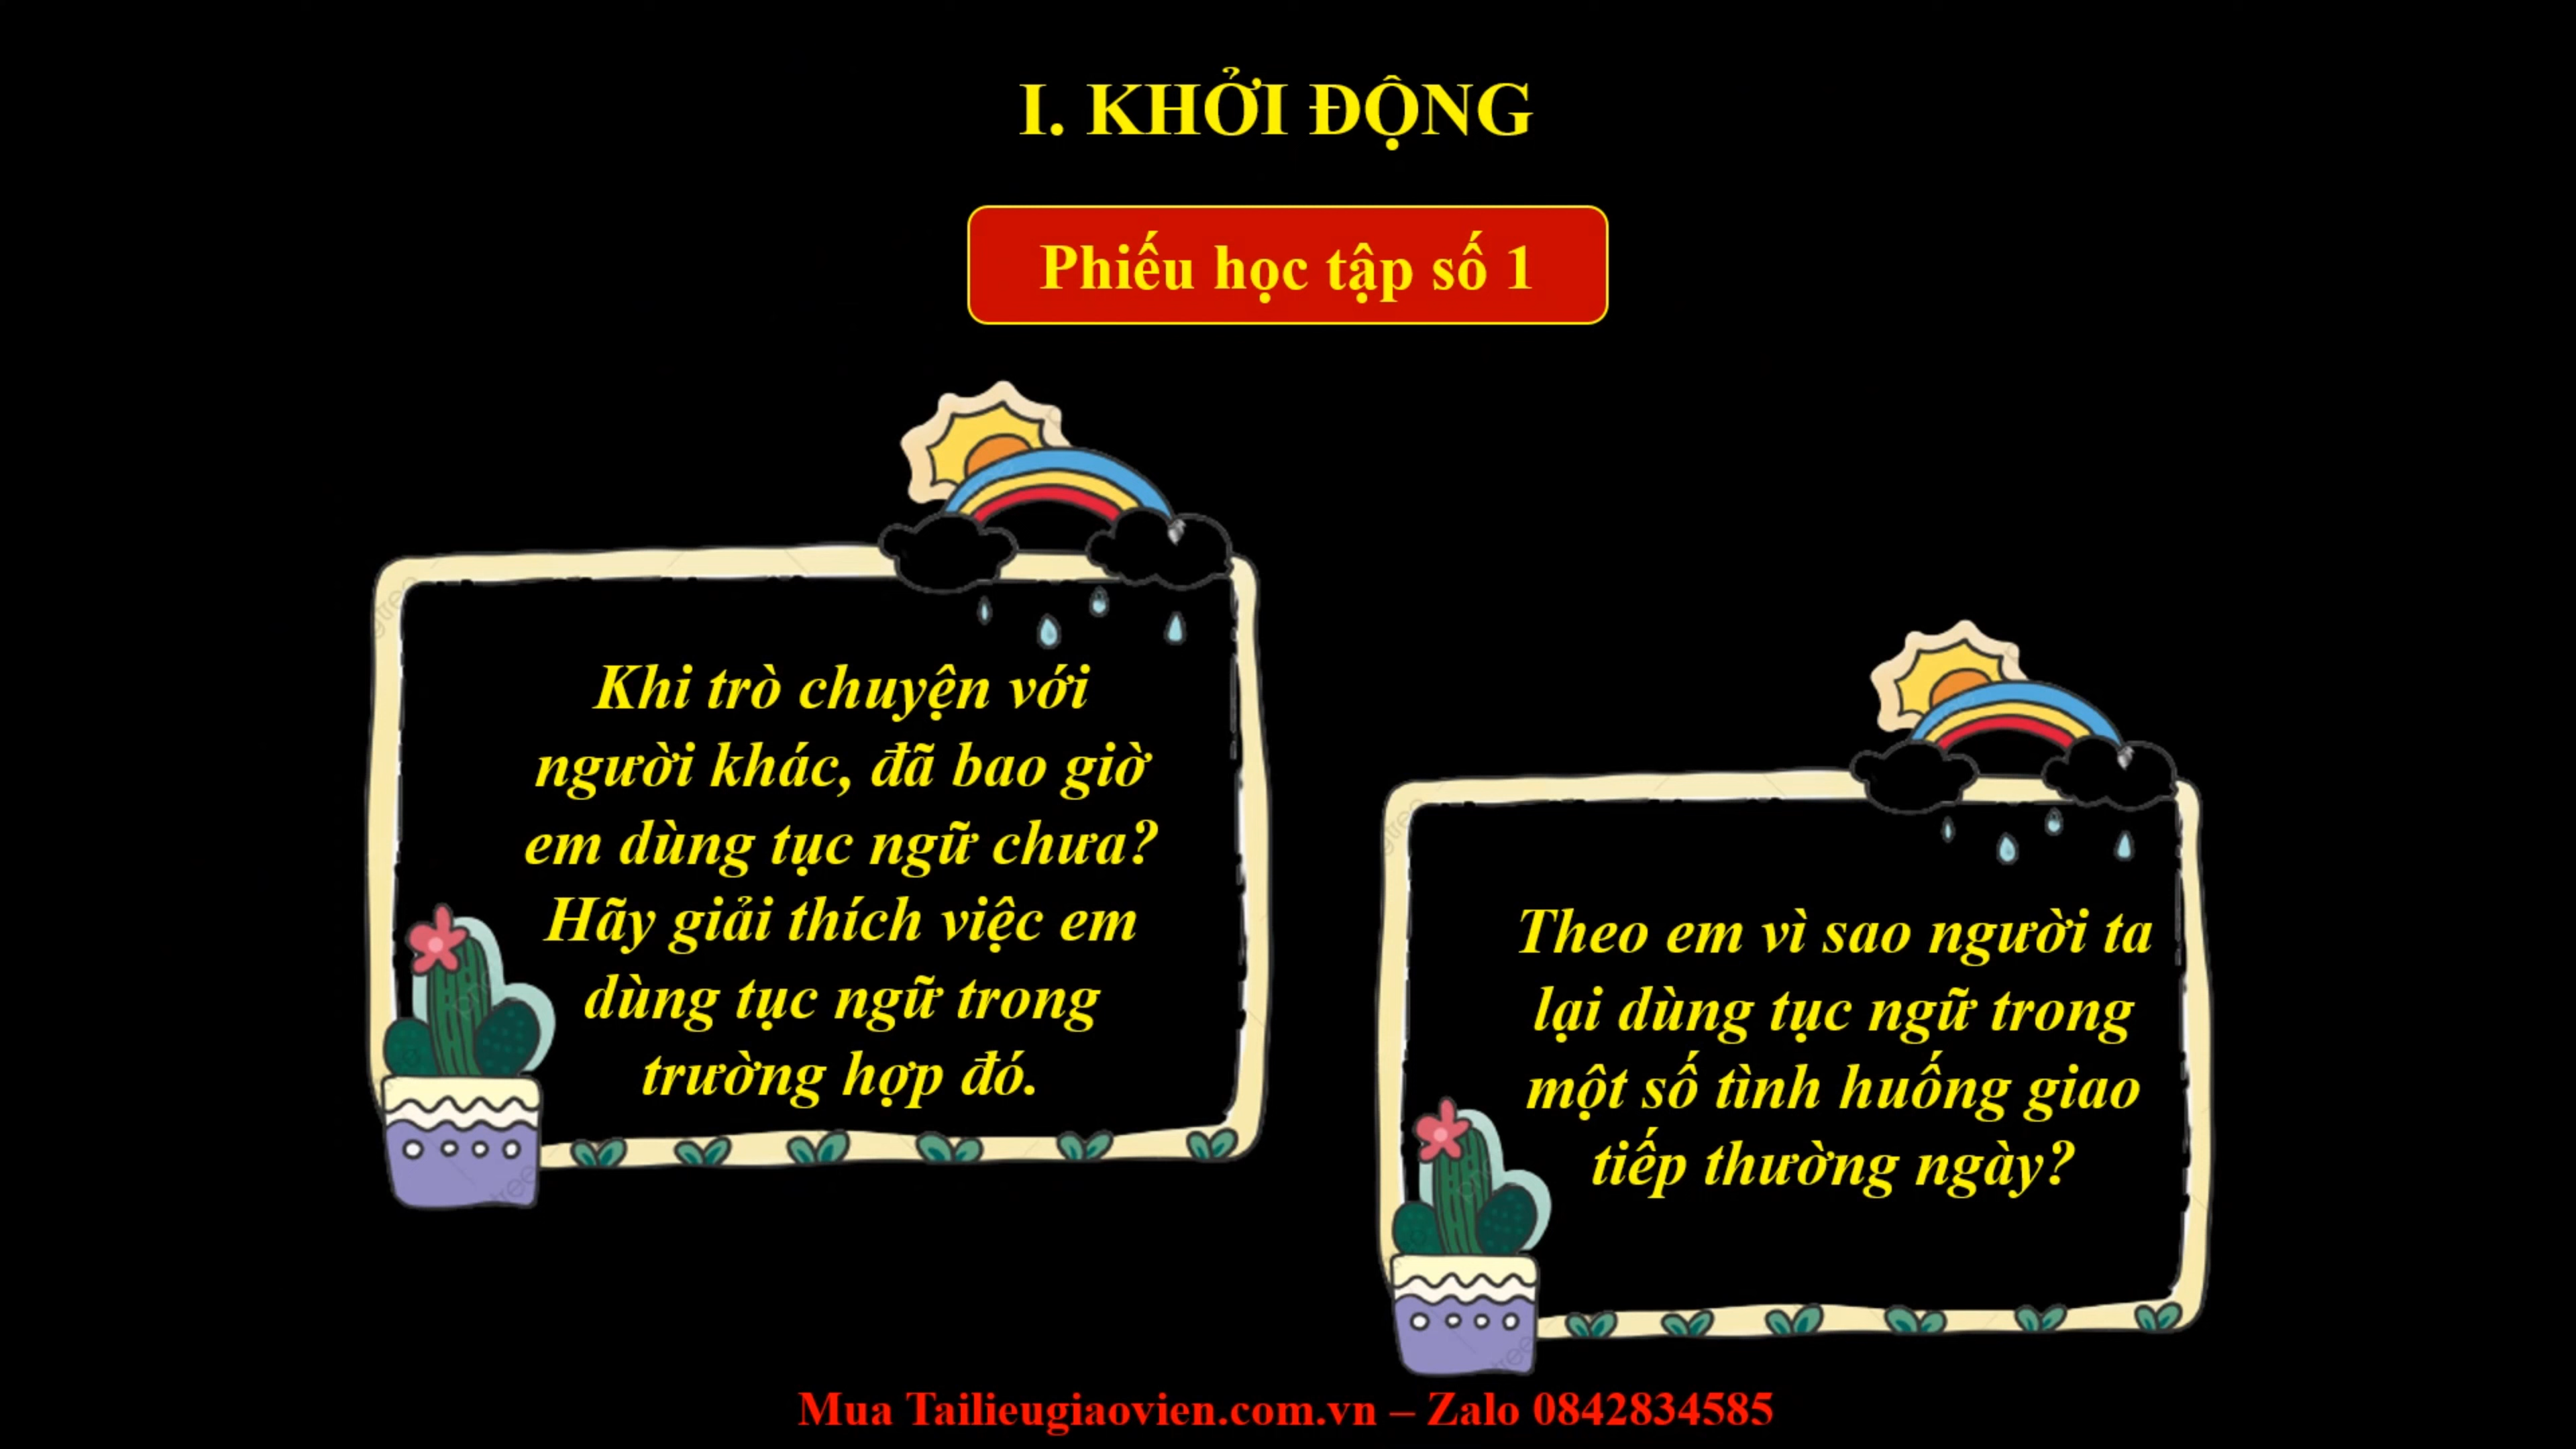 I. KHỞI ĐỘNG
Phiếu học tập số 1
Khi trò chuyện với
người khác, đã bao giờ
em dùng tục ngữ chưa?
Hãy giải thích việc em
dùng tục ngữ trong
trường hợp đó.
Theo em vì sao người ta
lại dùng tục ngữ trong
một số tình huống giao
tiếp thường ngày?
Mua Tailieugiaovien.com.vn – Zalo 0842834585